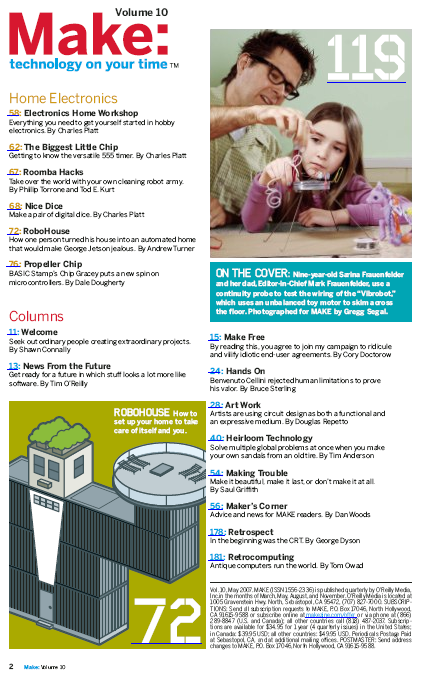 Volume 10
Make:
technology on your time™
Home Electronics
58: Electronics Home Workshop
Everything you need to get yourself started in hobby
electronics. By Charles Platt
62: The Biggest Little Chip
Getting to know the versatile 555 timer. By Charles Platt
67: Roomba Hacks
Take over the world with your own cleaning robot army.
By Phillip Torrone and Tod E. Kurt
68: Nice Dice
Make a pair of digital dice. By Charles Platt
72: RoboHouse
How one person turned his house into an automated home
that would make George Jetson jealous. By Andrew Turner
76: Propeller Chip
BASIC Stamp's Chip Gracey puts a new spin on
microcontrollers. By Dale Dougherty
Columns
11: Welcome
Seek out ordinary people creating extraordinary projects.
By Shawn Connally
13: News From the Future
Get ready for a future in which stuff looks a lot more like
software. By Tim O'Reilly
ROBOHOUSE How to
set up your home to take
care of itself and you.
72
119
ON THE COVER: Nine-year-old Sarina Frauenfelder
and her dad, Editor-in-Chief Mark Frauenfelder, use a
continuity probe to test the wiring of the "Vibrobot,"
which uses an unbalanced toy motor to skim across
the floor. Photographed for MAKE by Gregg Segal.
15: Make Free
By reading this, you agree to join my campaign to ridicule
and vilify idiotic end-user agreements. By Cory Doctorow
24: Hands On
Benvenuto Cellini rejected human limitations to prove
his valor. By Bruce Sterling
28: Art Work
Artists are using circuit design as both a functional and
an expressive medium. By Douglas Repetto
40: Heirloom Technology
Solve multiple global problems at once when you make
your own sandals from an old tire. By Tim Anderson
54: Making Trouble
Make it beautiful, make it last, or don't make it at all.
By Saul Griffith
56: Maker's Corner
Advice and news for MAKE readers. By Dan Woods
178: Retrospect
In the beginning was the CRT. By George Dyson
181: Retrocomputing
Antique computers run the world. By Tom Owad
Vol. 10, May 2007. MAKE (ISSN 1556-2336) is published quarterly by O'Reilly Media,
Inc. in the months of March, May, August, and November. O'Reilly Media is located at
1005 Gravenstein Hwy. North, Sebastopol, CA 95472, (707) 827-7000. SUBSCRIP-
TIONS: Send all subscription requests to MAKE, P.O. Box 17046, North Hollywood,
CA 91615-9588 or subscribe online at makezine.com/offer or via phone at (866)
289-8847 (U.S. and Canada); all other countries call (818) 487-2037. Subscrip-
tions are available for $34.95 for 1 year (4 quarterly issues) in the United States;
in Canada: $39.95 USD; all other countries: $49.95 USD. Periodicals Postage Paid
at Sebastopol, CA, and at additional mailing offices. POSTMASTER: Send address
changes to MAKE, P.O. Box 17046, North Hollywood, CA 91615-9588.
2 Make: Volume 10